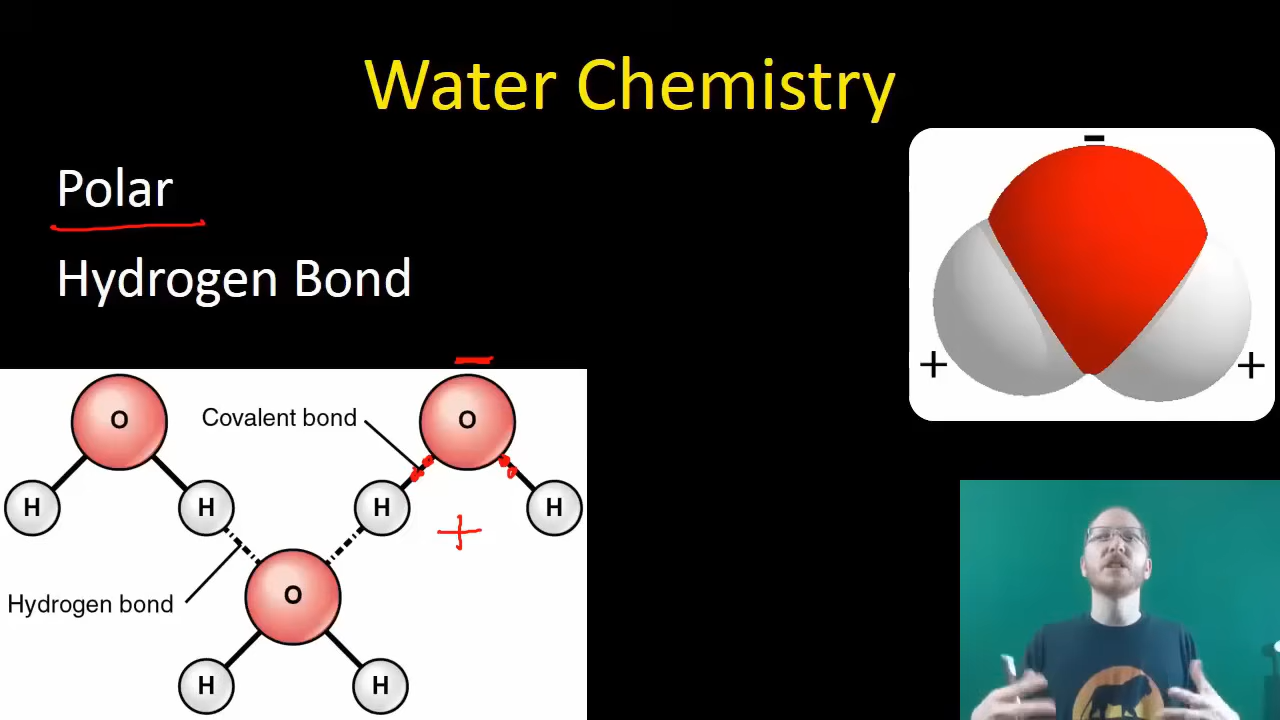 Water Chemistry
Polar
Hydrogen Bond
-
+ +
–
O Covalent bond O
H H H H
+
O
Hydrogen bond
H H